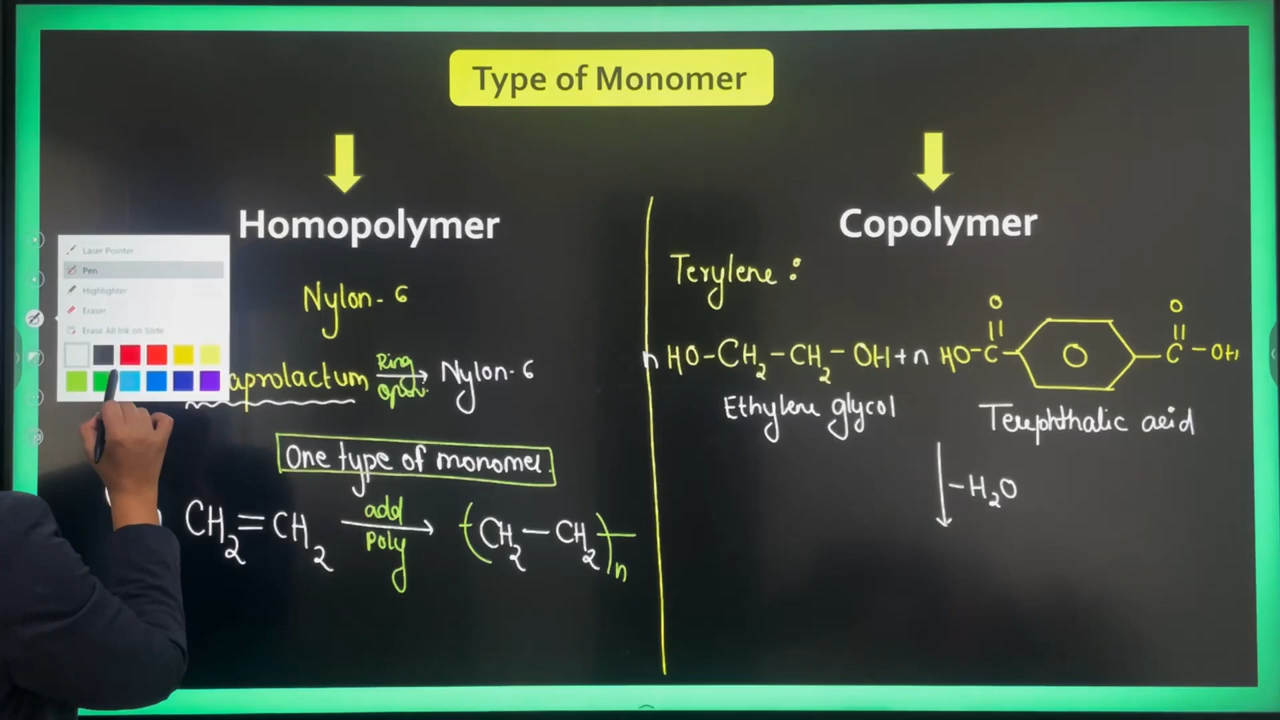 Type of Monomer
Homopolymer
Nylon-6
aprolactum Ring Open. → Nylon-6
One type of monomer.
CH2=CH2 add Poly → (CH2-CH2)n
Laser Pointer
Pen
Highlighter
Eraser
Erase All Ink on Slide
Copolymer
Terylene :
n HO-CH2-CH2-OH + n HO-C O C-OH
O O
Ethylene glycol Terephthalic acid
-H2O